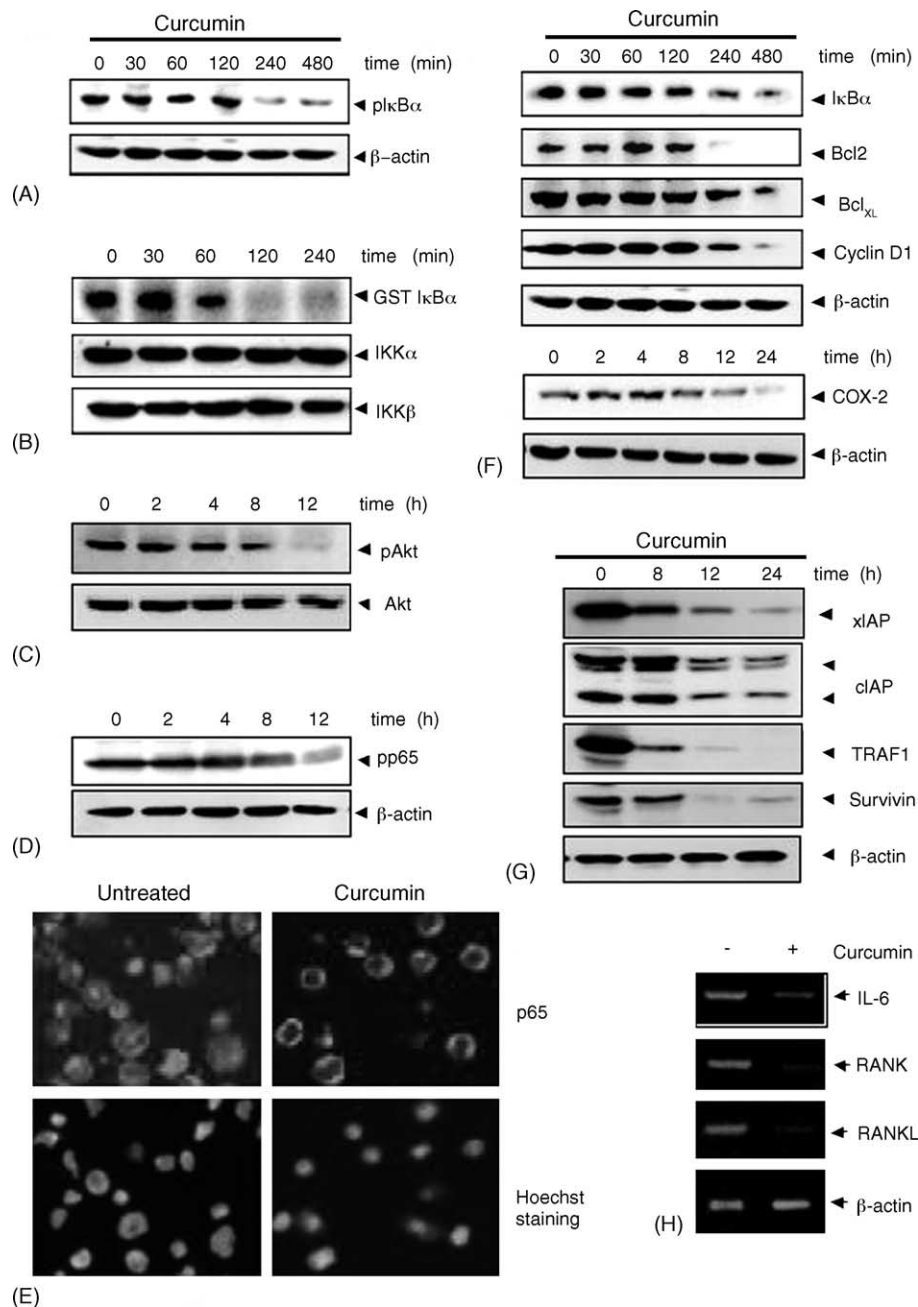 Curcumin
0 30 60 120 240 480 time (min)
pIκBα
β-actin
(A)
0 30 60 120 240 time (min)
GST IκBα
IKKα
IKKβ
(B)
0 2 4 8 12 time (h)
pAkt
Akt
(C)
0 2 4 8 12 time (h)
pp65
β-actin
(D)
Untreated Curcumin
p65
Hoechst
staining
(E)
Curcumin
0 30 60 120 240 480 time (min)
IκBα
Bcl2
BclXL
Cyclin D1
β-actin
0 2 4 8 12 24 time (h)
COX-2
β-actin
(F)
Curcumin
0 8 12 24 time (h)
xIAP
cIAP
TRAF1
Survivin
β-actin
(G)
- + Curcumin
IL-6
RANK
RANKL
β-actin
(H)